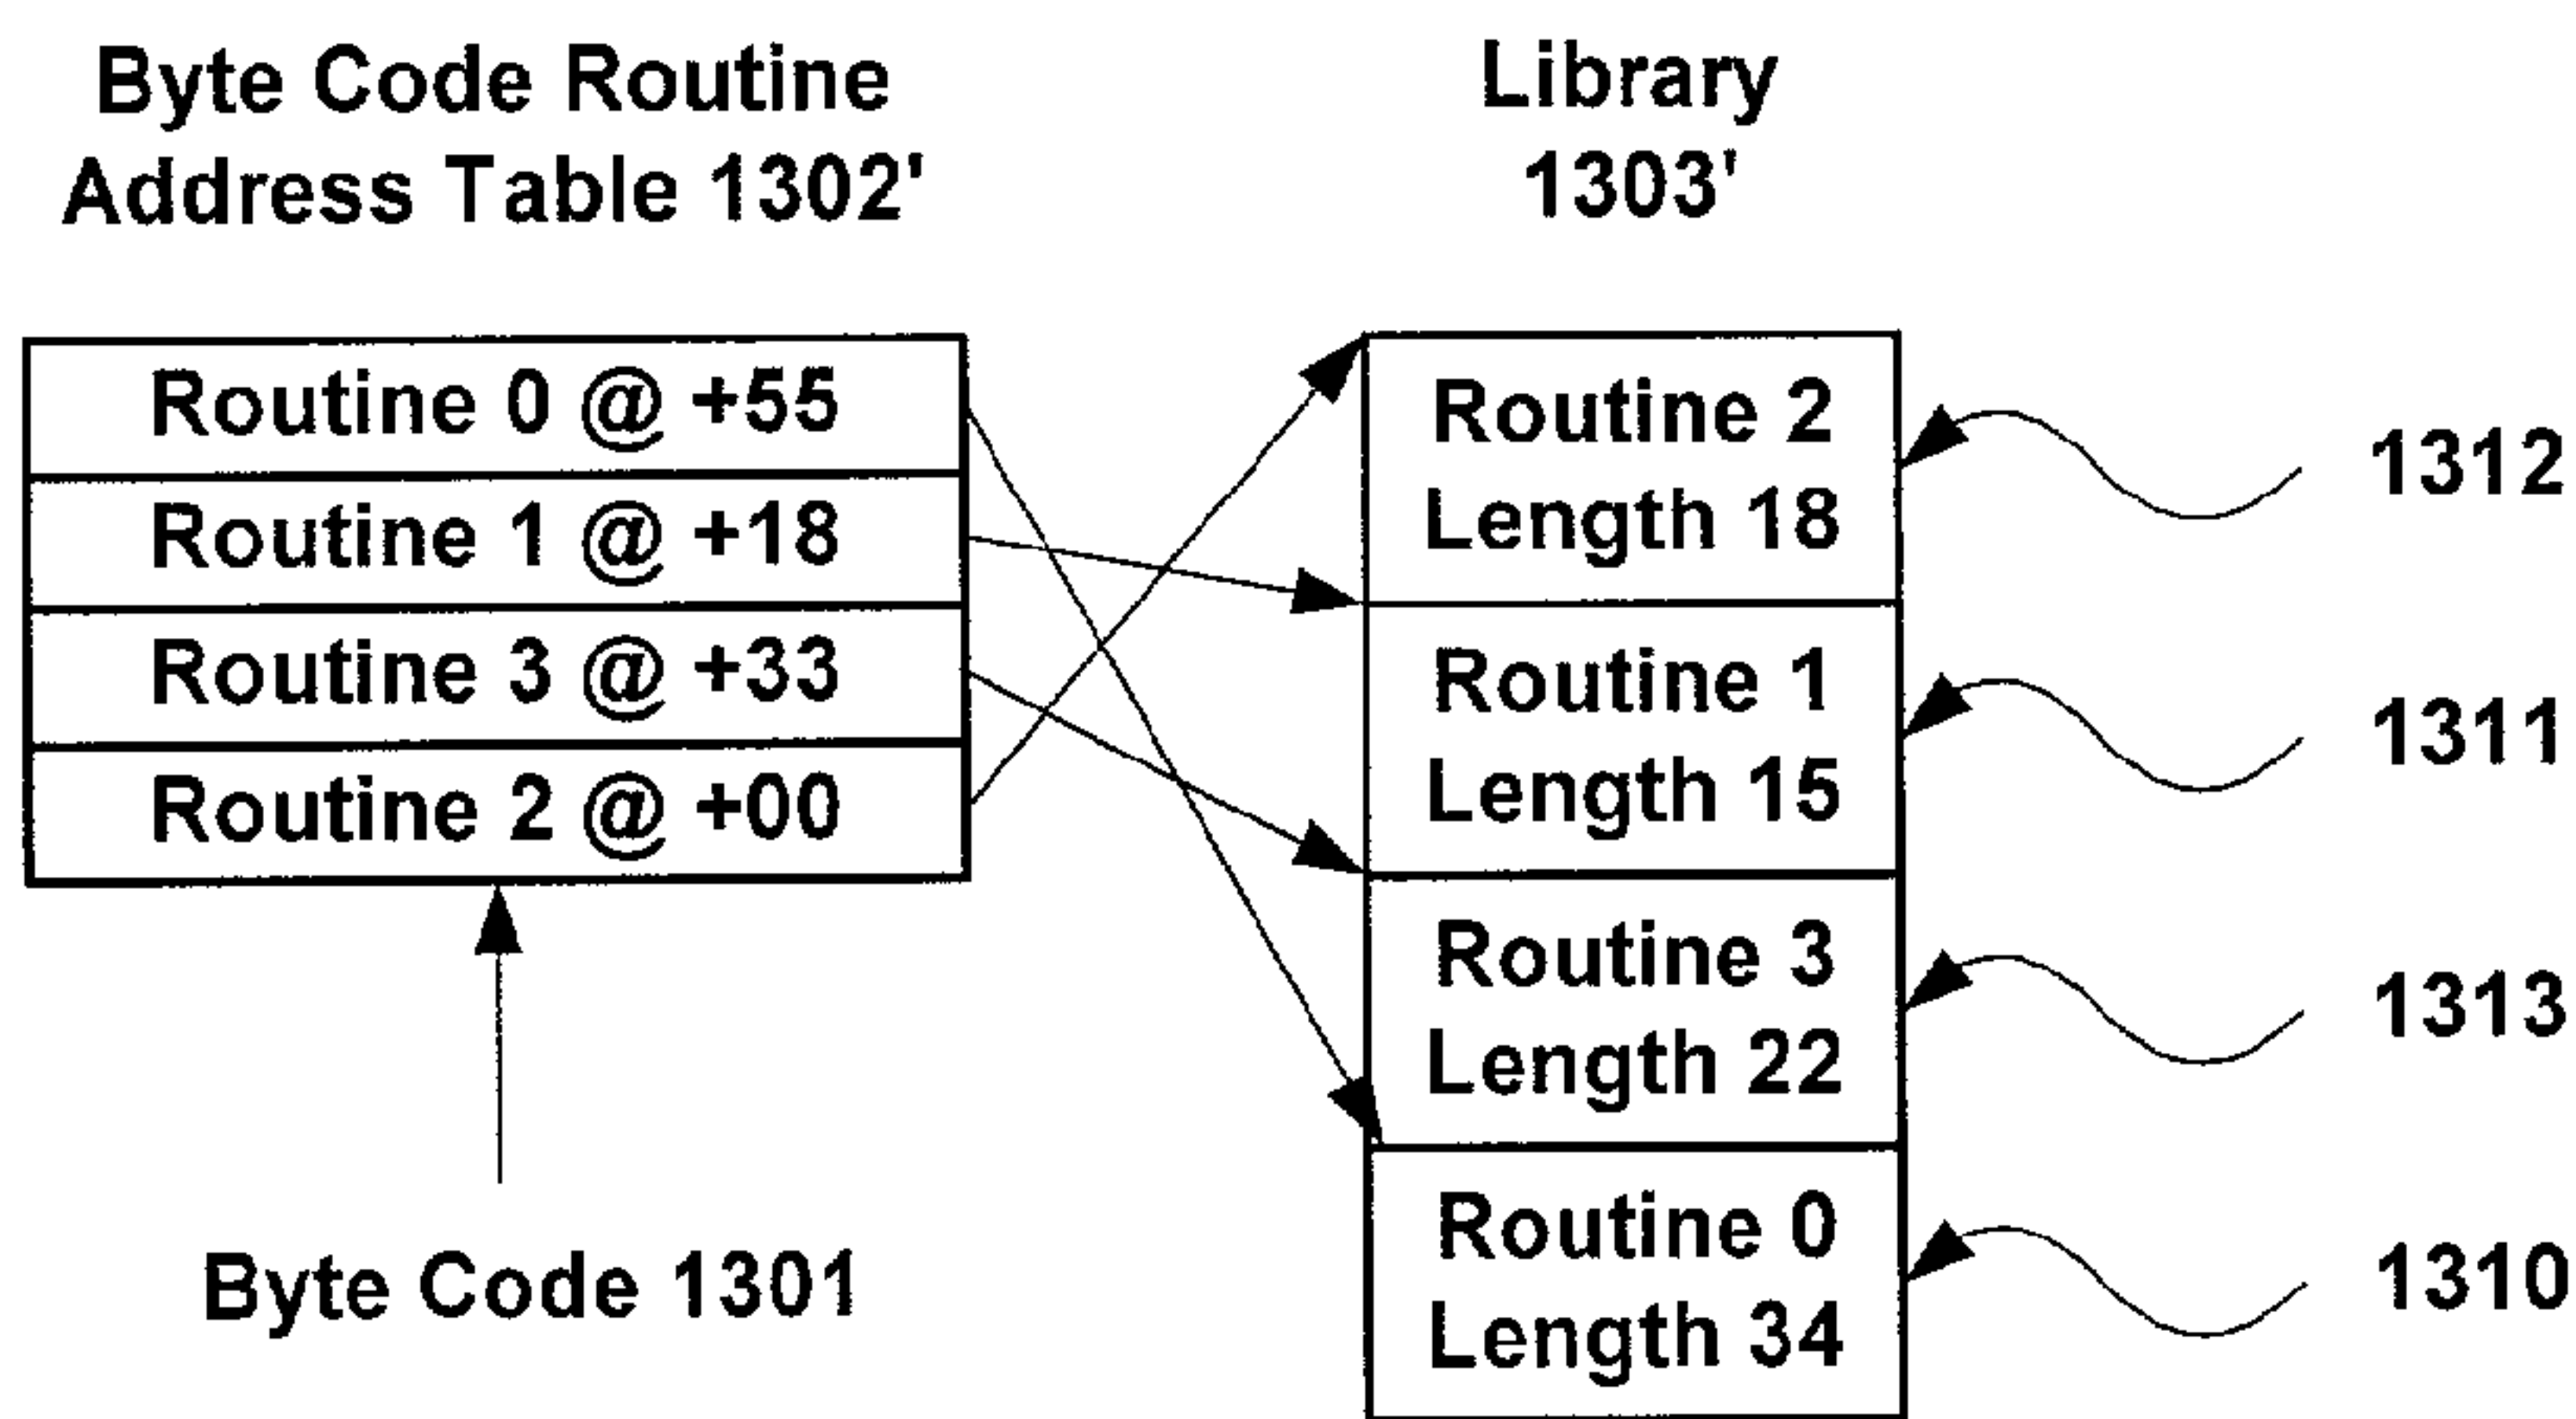 Byte Code Routine
Address Table 1302'
Routine 0 @ +55
Routine 1 @ +18
Routine 3 @ +33
Routine 2 @ +00
Byte Code 1301
Library
1303'
Routine 2
Length 18
1312
Routine 1
Length 15
1311
Routine 3
Length 22
1313
Routine 0
Length 34
1310